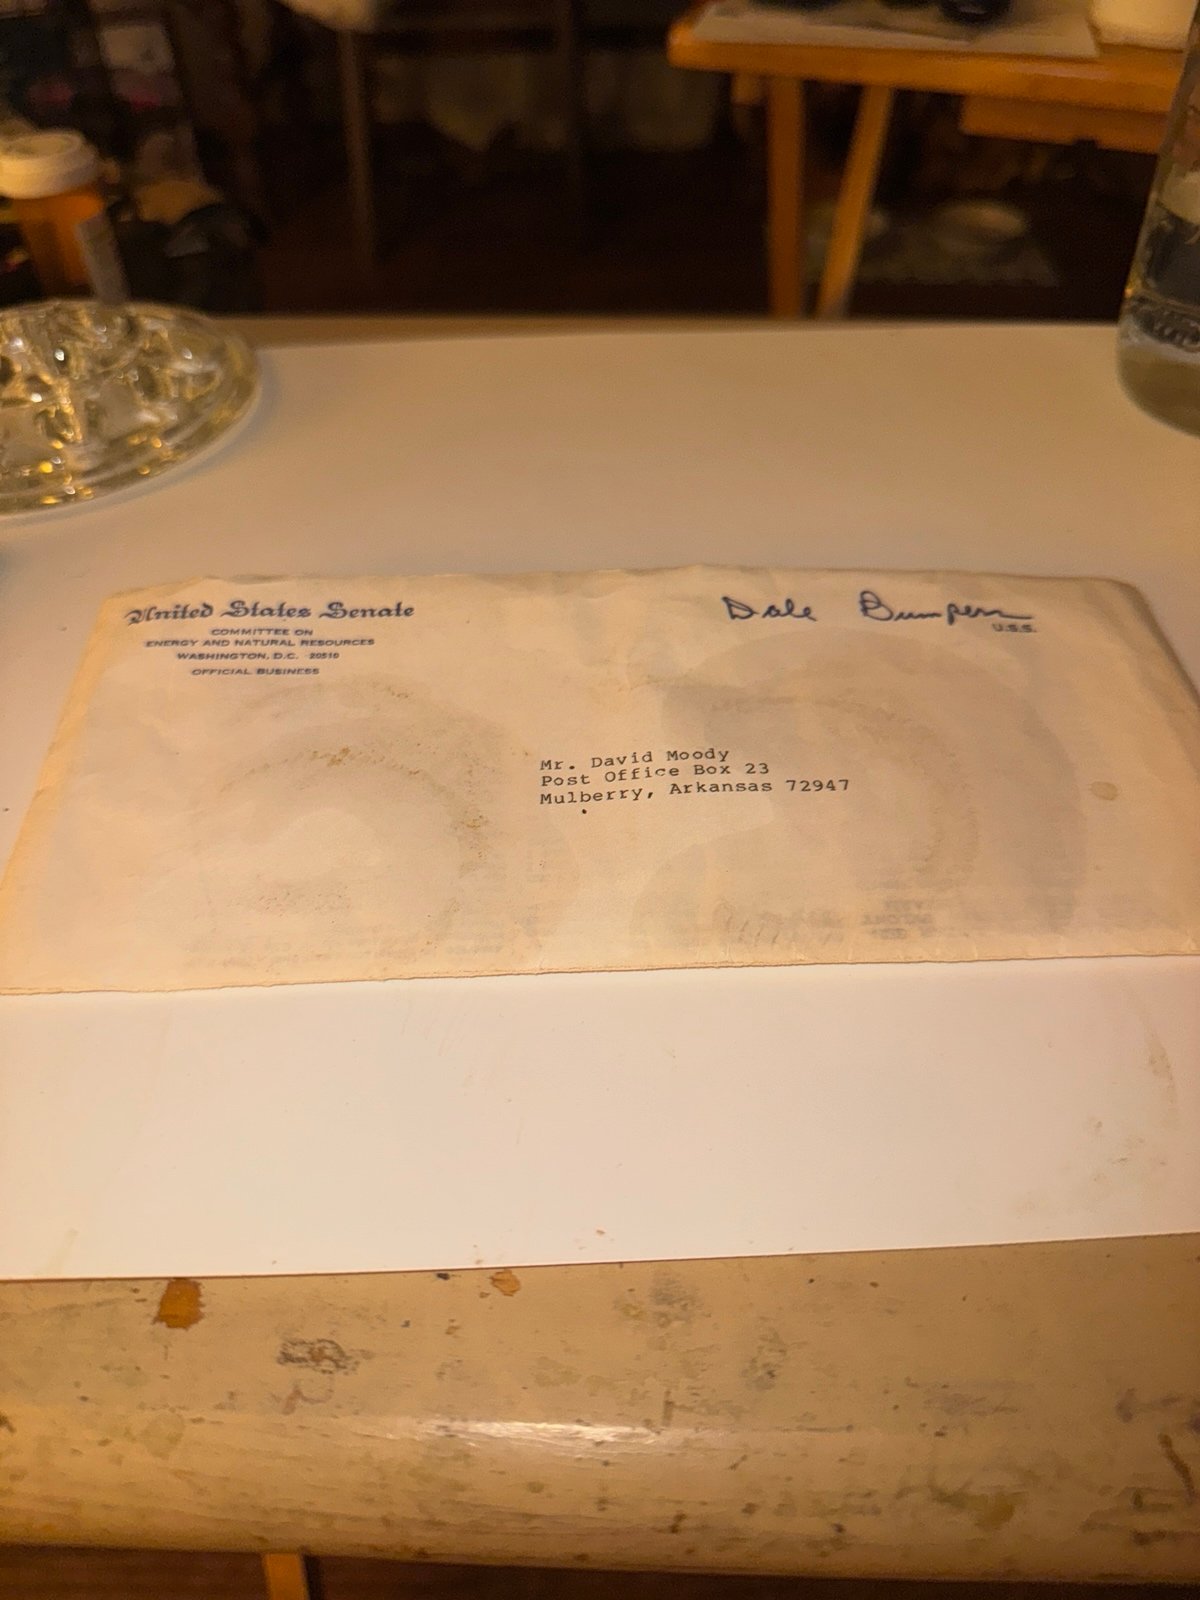 United States Senate
COMMITTEE ON
ENERGY AND NATURAL RESOURCES
WASHINGTON, D.C. 20510
OFFICIAL BUSINESS
Dale Bumpers
U.S.S.
Mr. David Moody
Post Office Box 23
Mulberry, Arkansas 72947